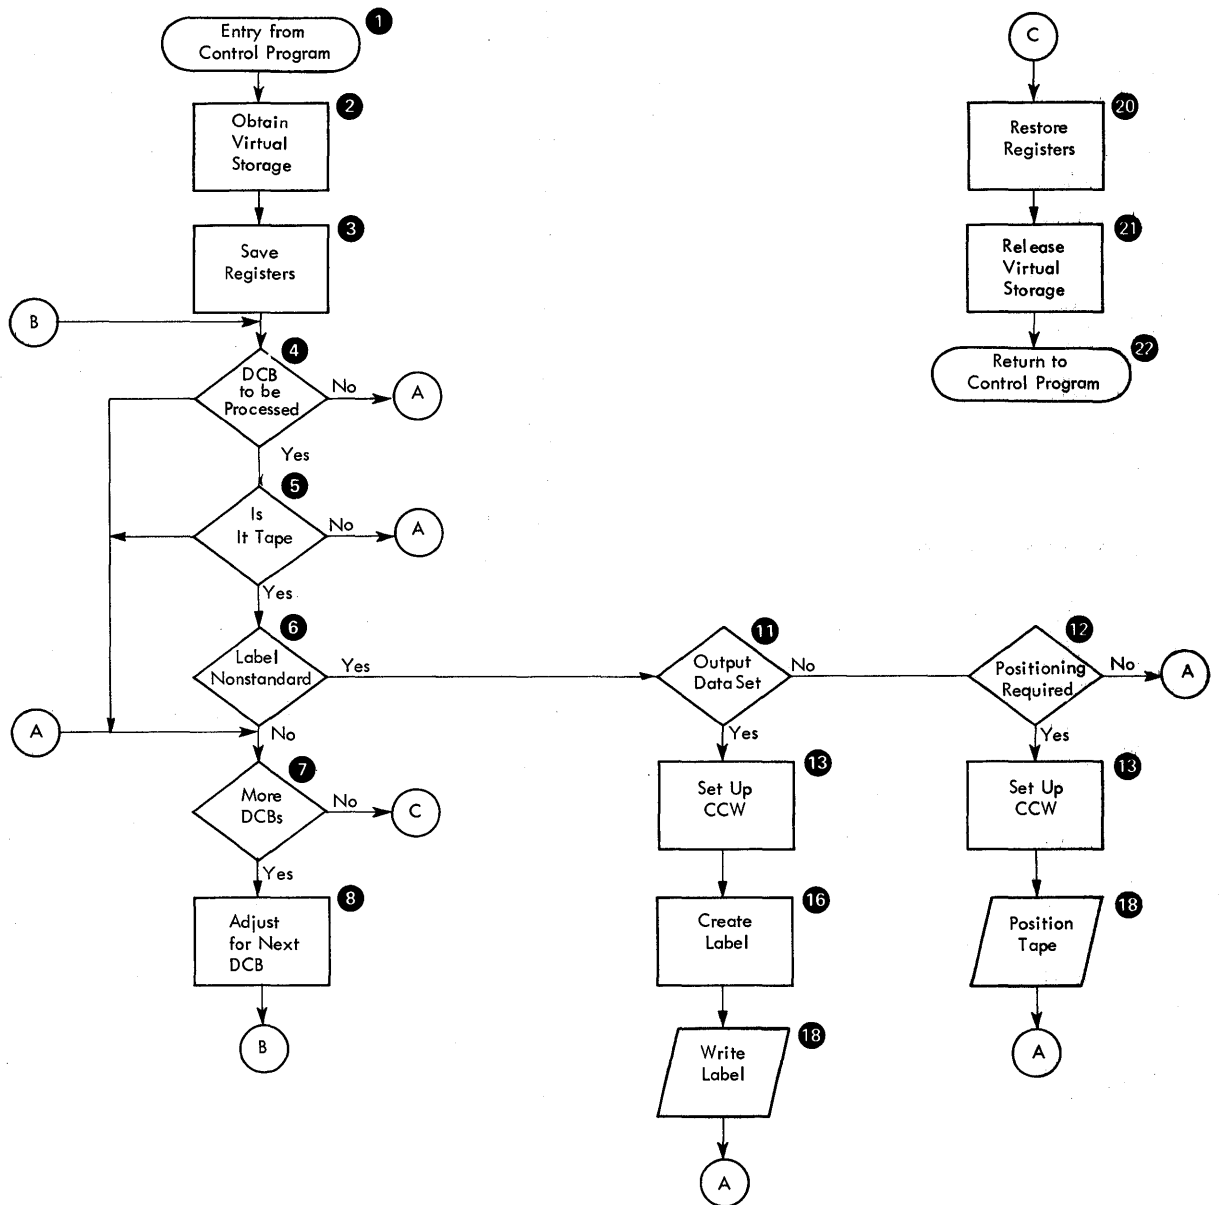 1
Entry from
Control Program
2
Obtain
Virtual
Storage
3
Save
Registers
B
4
DCB
to be
Processed
No
A
Yes
5
Is
It Tape
No
A
Yes
6
Label
Nonstandard
Yes
A
No
7
More
DCBs
No
C
Yes
8
Adjust
for Next
DCB
B
11
Output
Data Set
No
Yes
13
Set Up
CCW
16
Create
Label
18
Write
Label
A
12
Positioning
Required
No
A
Yes
13
Set Up
CCW
18
Position
Tape
A
C
20
Restore
Registers
21
Release
Virtual
Storage
22
Return to
Control Program